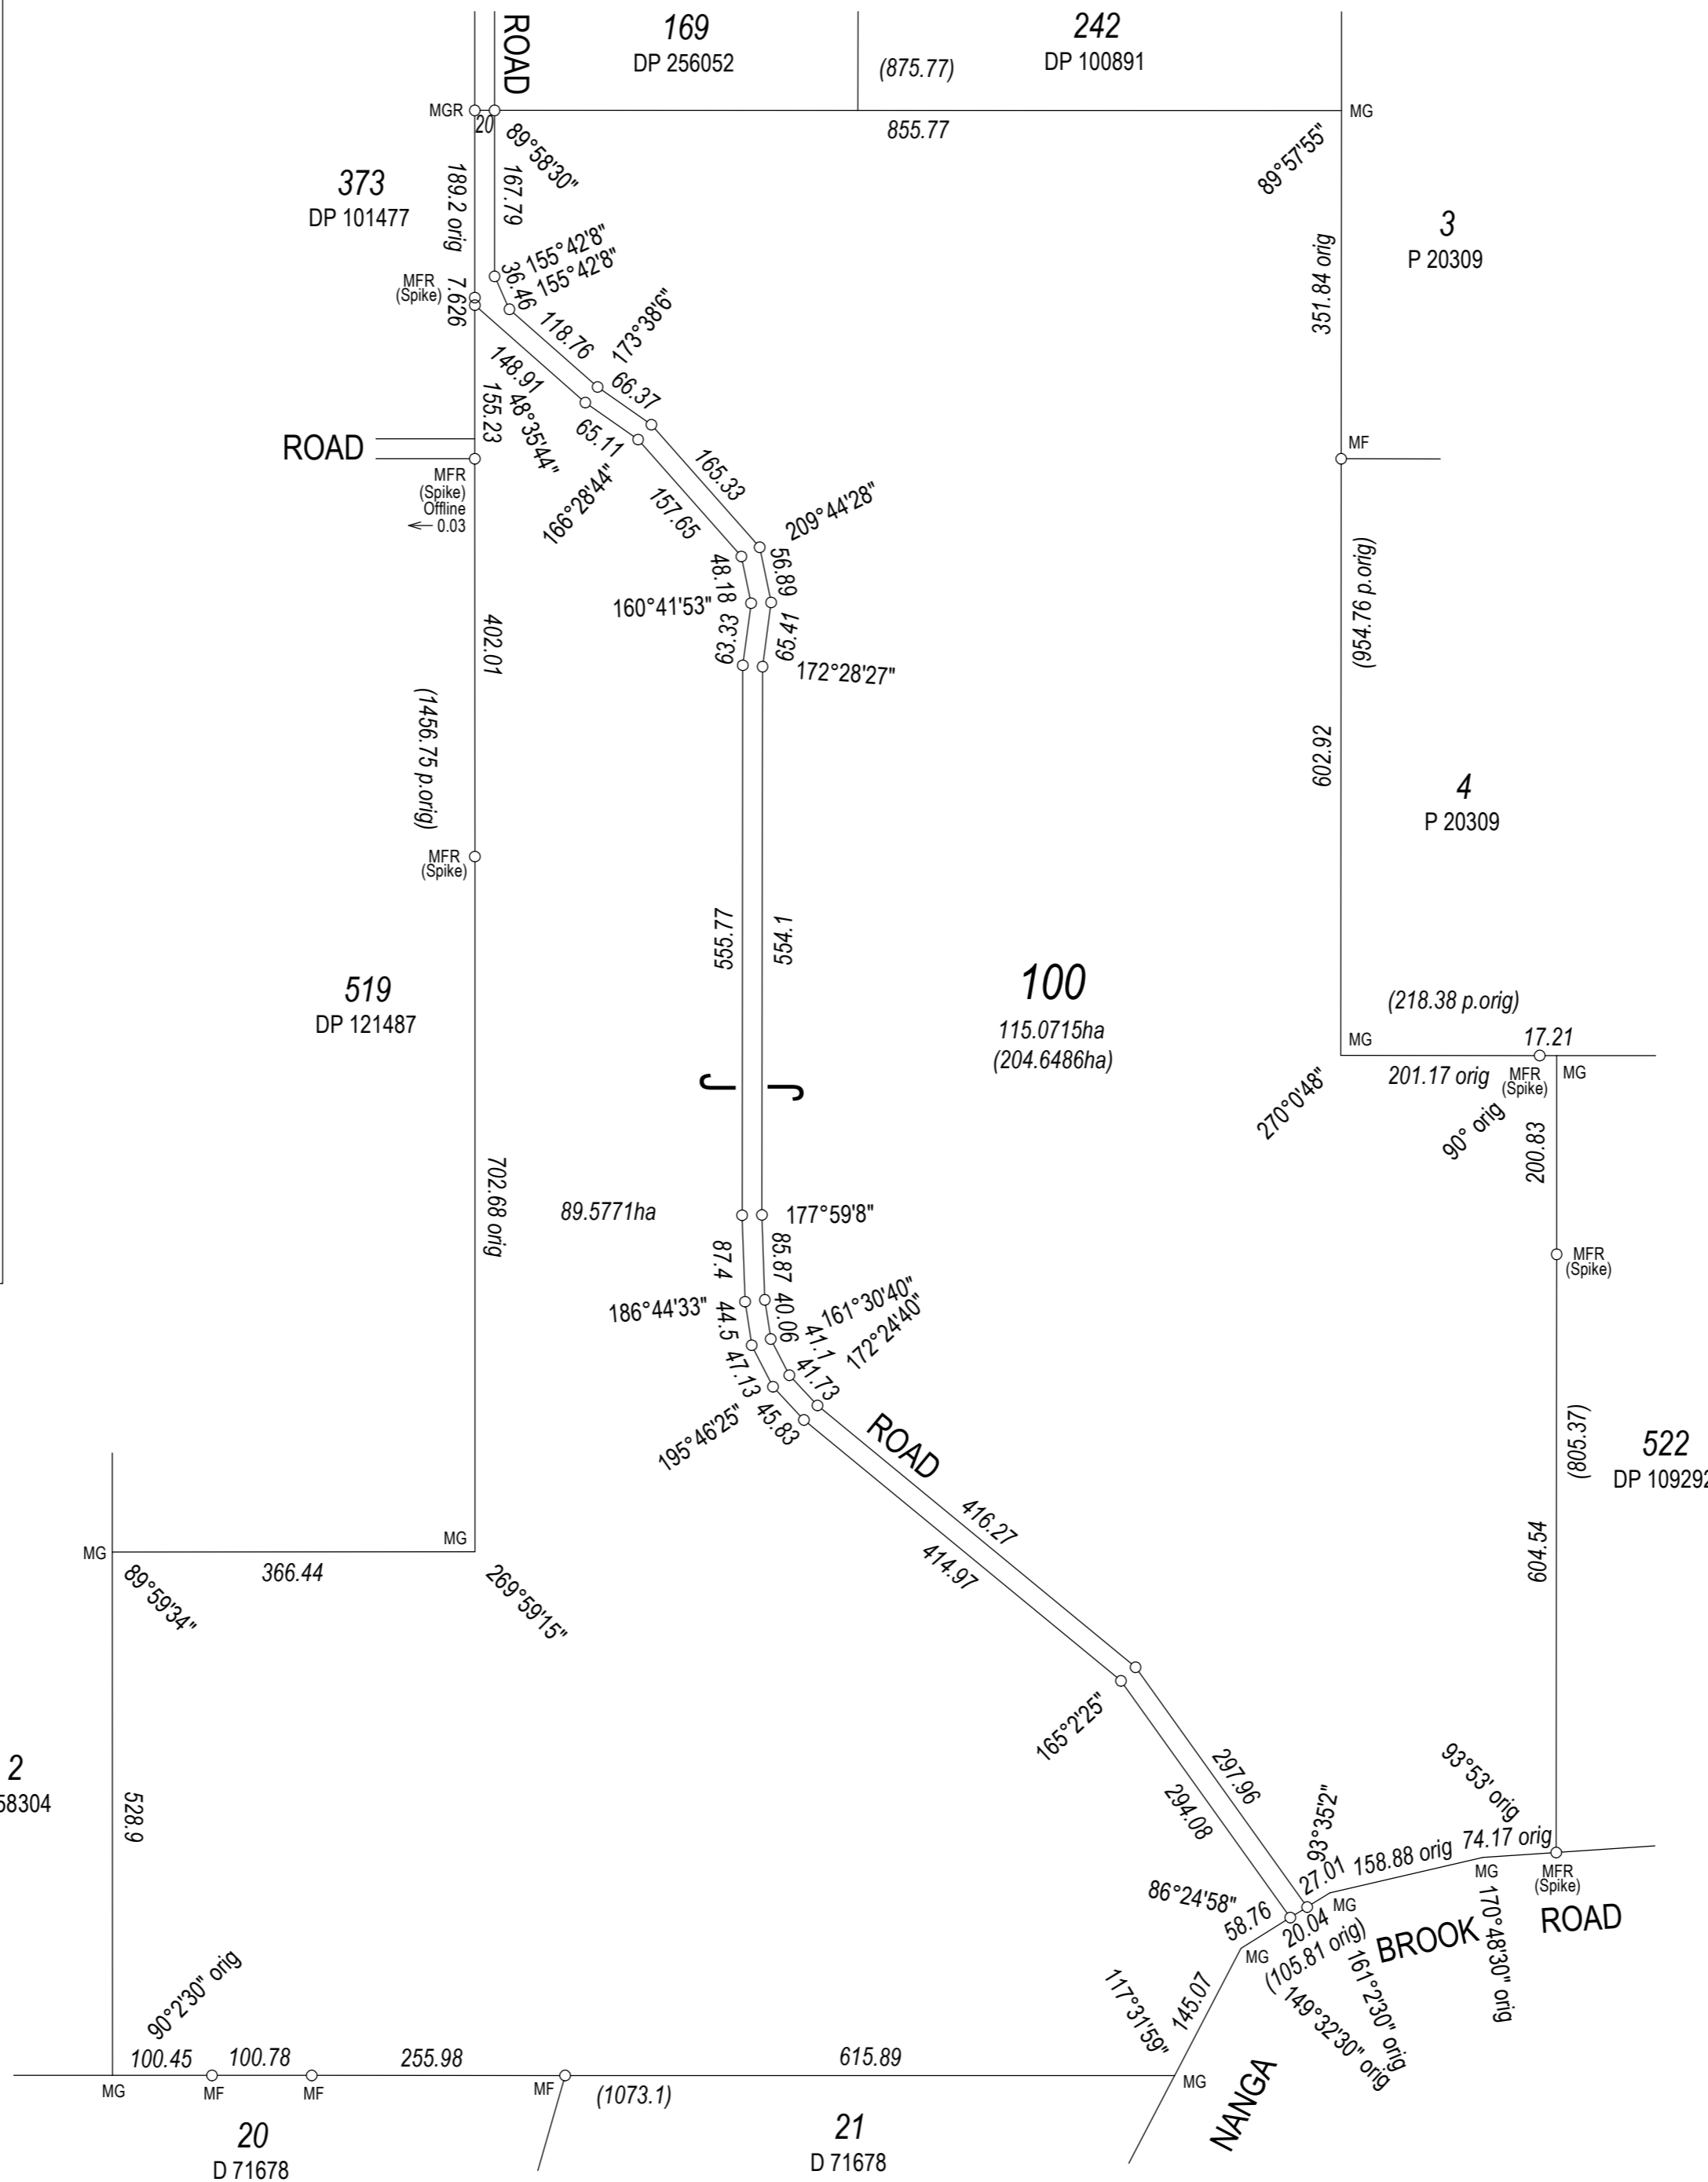 ROAD
169
DP 256052
(875.77)
242
DP 100891
MGR
20
855.77
MG
89°58'30"
89°57'55"
373
DP 101477
189.2 orig
167.79
3
P 20309
351.84 orig
155°42'8"
155°42'8"
36.46
MFR
(Spike)
7.626
118.76
173°38'6"
66.37
148.91
155.23
48°35'44"
65.11
ROAD
MF
MFR
(Spike)
Offline
0.03
166°28'44"
165.33
157.65
209°44'28"
56.89
48.18
160°41'53"
63.33
65.41
172°28'27"
(954.76 p.orig)
402.01
(1456.75 p.orig)
602.92
4
P 20309
MFR
(Spike)
555.77
554.1
519
DP 121487
100
115.0715ha
(204.6486ha)
(218.38 p.orig)
MG
17.21
201.17 orig
MFR
(Spike)
MG
270°0'48"
90° orig
200.83
702.68 orig
89.5771ha
177°59'8"
87.4
85.87
MFR
(Spike)
186°44'33"
44.5
40.06
161°30'40"
41.1
172°24'40"
47.13
41.73
195°46'25"
45.83
ROAD
(805.37)
522
DP 109292
416.27
414.97
604.54
MG
MG
366.44
89°59'34"
269°59'15"
165°2'25"
2
58304
528.9
297.96
294.08
93°53' orig
93°35'2"
74.17 orig
158.88 orig
27.01
MG
MFR
(Spike)
86°24'58"
58.76
20.04
MG
MG
(105.81 orig)
170°48'30" orig
161°2'30" orig
149°32'30" orig
BROOK
ROAD
145.07
117°31'59"
90°2'30" orig
100.45
100.78
255.98
615.89
MG
MF
MF
MF
(1073.1)
MG
NANGA
20
D 71678
21
D 71678